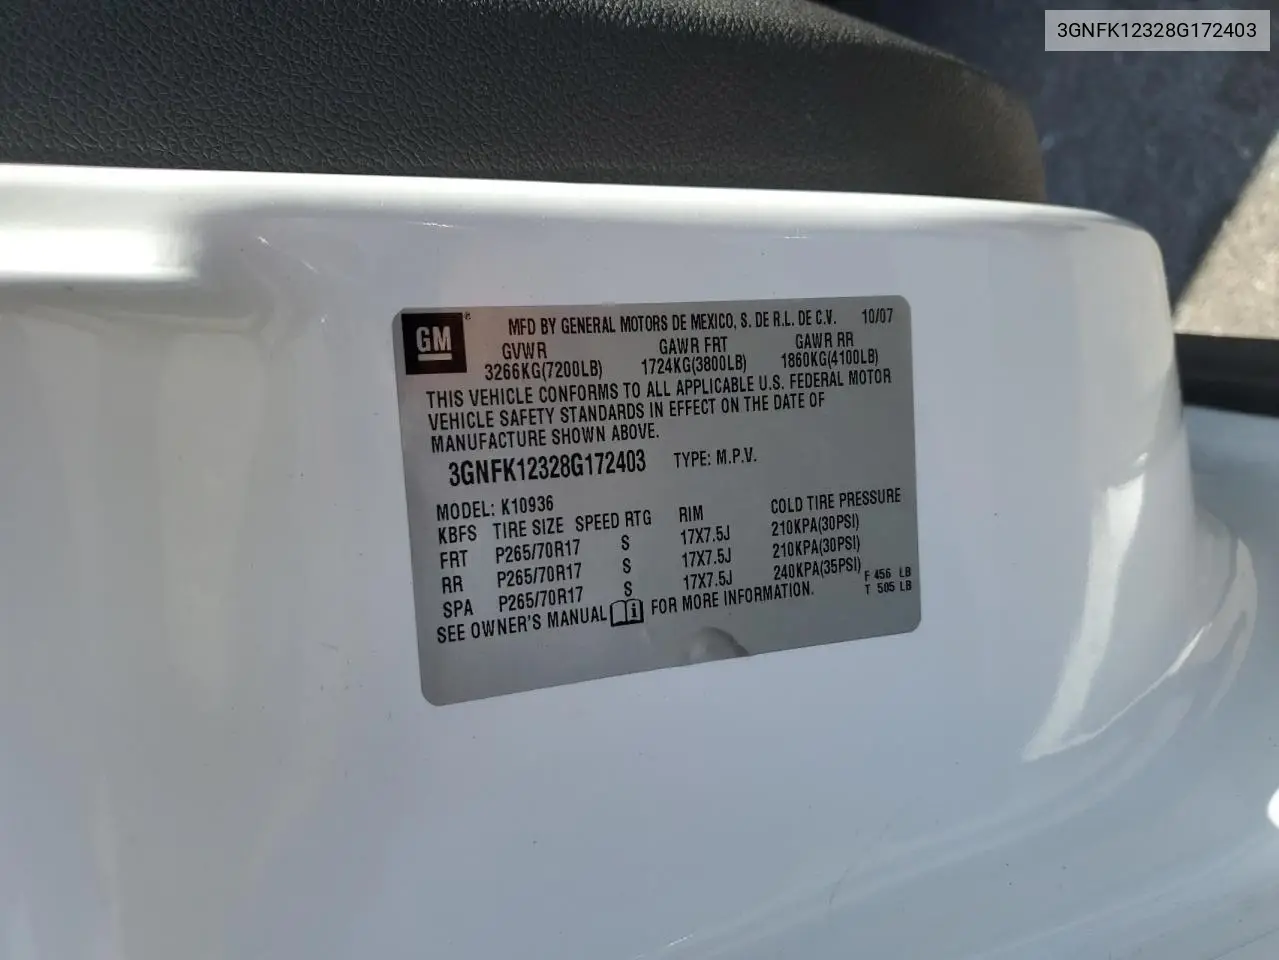 3GNFK12328G172403
GM ®
MFD BY GENERAL MOTORS DE MEXICO, S. DE R.L. DE C.V. 10/07
GVWR GAWR FRT GAWR RR
3266KG(7200LB) 1724KG(3800LB) 1860KG(4100LB)
THIS VEHICLE CONFORMS TO ALL APPLICABLE U.S. FEDERAL MOTOR
VEHICLE SAFETY STANDARDS IN EFFECT ON THE DATE OF
MANUFACTURE SHOWN ABOVE.
3GNFK12328G172403 TYPE: M.P.V.
MODEL: K10936
KBFS TIRE SIZE SPEED RTG RIM COLD TIRE PRESSURE
FRT P265/70R17 S 17X7.5J 210KPA(30PSI)
RR P265/70R17 S 17X7.5J 210KPA(30PSI)
SPA P265/70R17 S 17X7.5J 240KPA(35PSI) F 456 LB
T 505 LB
SEE OWNER'S MANUAL i FOR MORE INFORMATION.